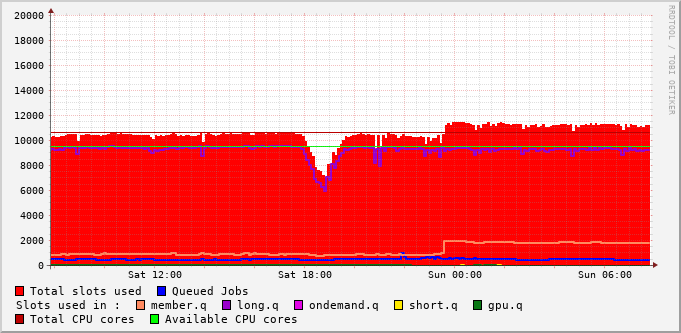 20000
18000
16000
14000
12000
10000
8000
6000
4000
2000
0
Sat 12:00 Sat 18:00 Sun 00:00 Sun 06:00
RRDTOOL / TOBI OETIKER
Total slots used Queued Jobs
Slots used in : member.q long.q ondemand.q short.q gpu.q
Total CPU cores Available CPU cores